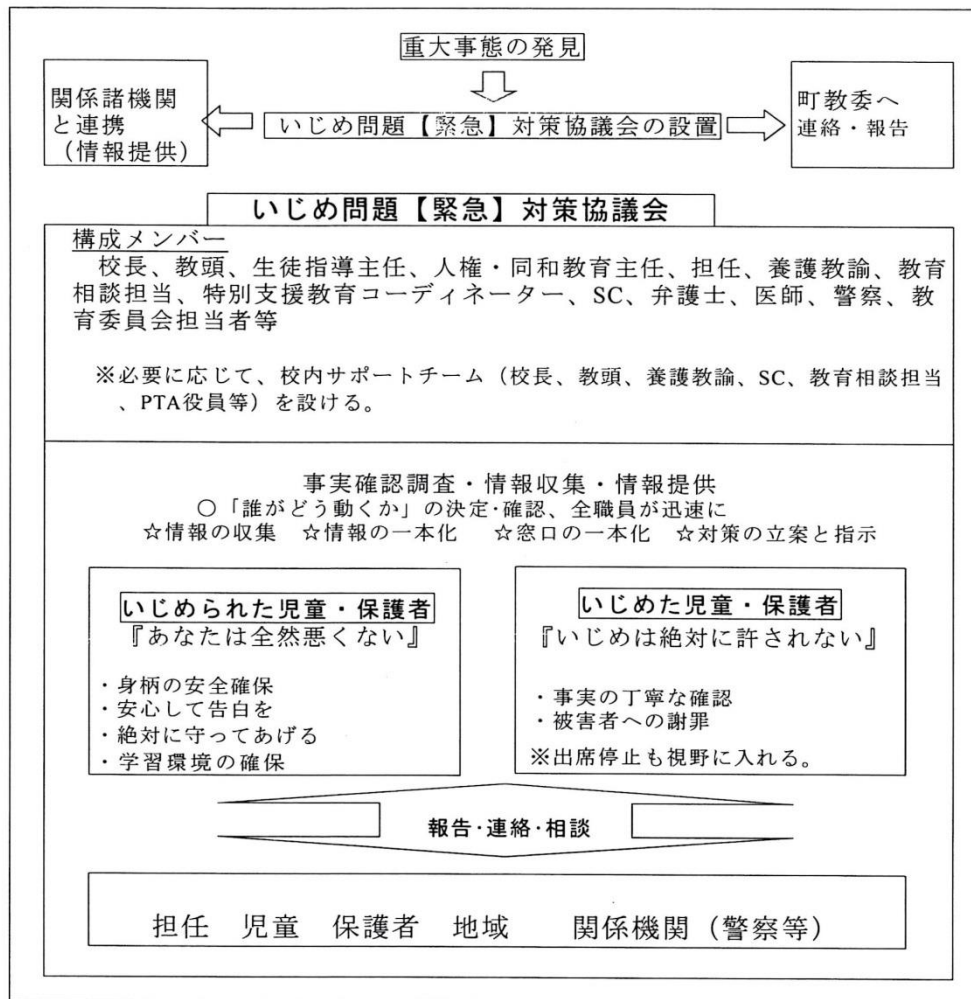 重大事態の発見
関係諸機関
と連携
(情報提供)
いじめ問題【緊急】対策協議会の設置
町教委へ
連絡・報告
いじめ問題【緊急】対策協議会
構成メンバー
校長、教頭、生徒指導主任、人権・同和教育主任、担任、養護教諭、教育
相談担当、特別支援教育コーディネーター、SC、弁護士、医師、警察、教
育委員会担当者等
※必要に応じて、校内サポートチーム(校長、教頭、養護教諭、SC、教育相談担当
、PTA役員等)を設ける。
事実確認調査・情報収集・情報提供
○「誰がどう動くか」の決定・確認、全職員が迅速に
☆情報の収集 ☆情報の一本化 ☆窓口の一本化 ☆対策の立案と指示
いじめられた児童・保護者
『あなたは全然悪くない』
・身柄の安全確保
・安心して告白を
・絶対に守ってあげる
・学習環境の確保
いじめた児童・保護者
『いじめは絶対に許されない』
・事実の丁寧な確認
・被害者への謝罪
※出席停止も視野に入れる。
報告・連絡・相談
担任 児童 保護者 地域 関係機関(警察等)